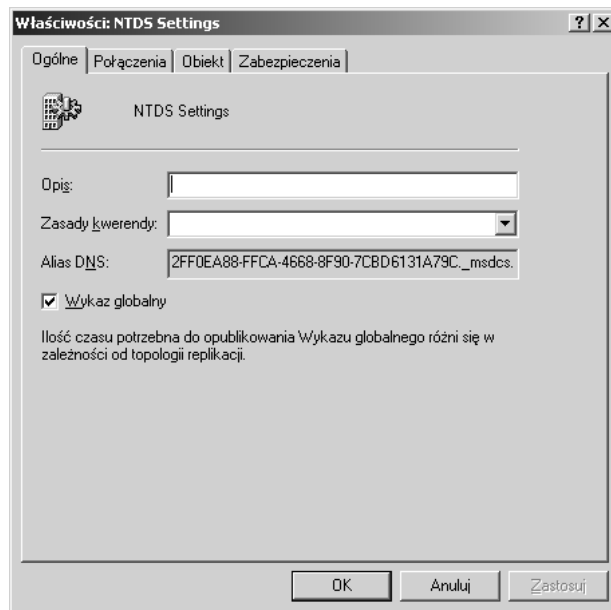 Właściwości: NTDS Settings
Ogólne Połączenia Obiekt Zabezpieczenia
NTDS Settings
Opis:
Zasady kwerendy:
Alias DNS: 2FF0EA88-FFCA-4668-8F90-7CBD6131A79C._msdcs.
Wykaz globalny
Ilość czasu potrzebna do opublikowania Wykazu globalnego różni się w
zależności od topologii replikacji.
OK Anuluj Zastosuj